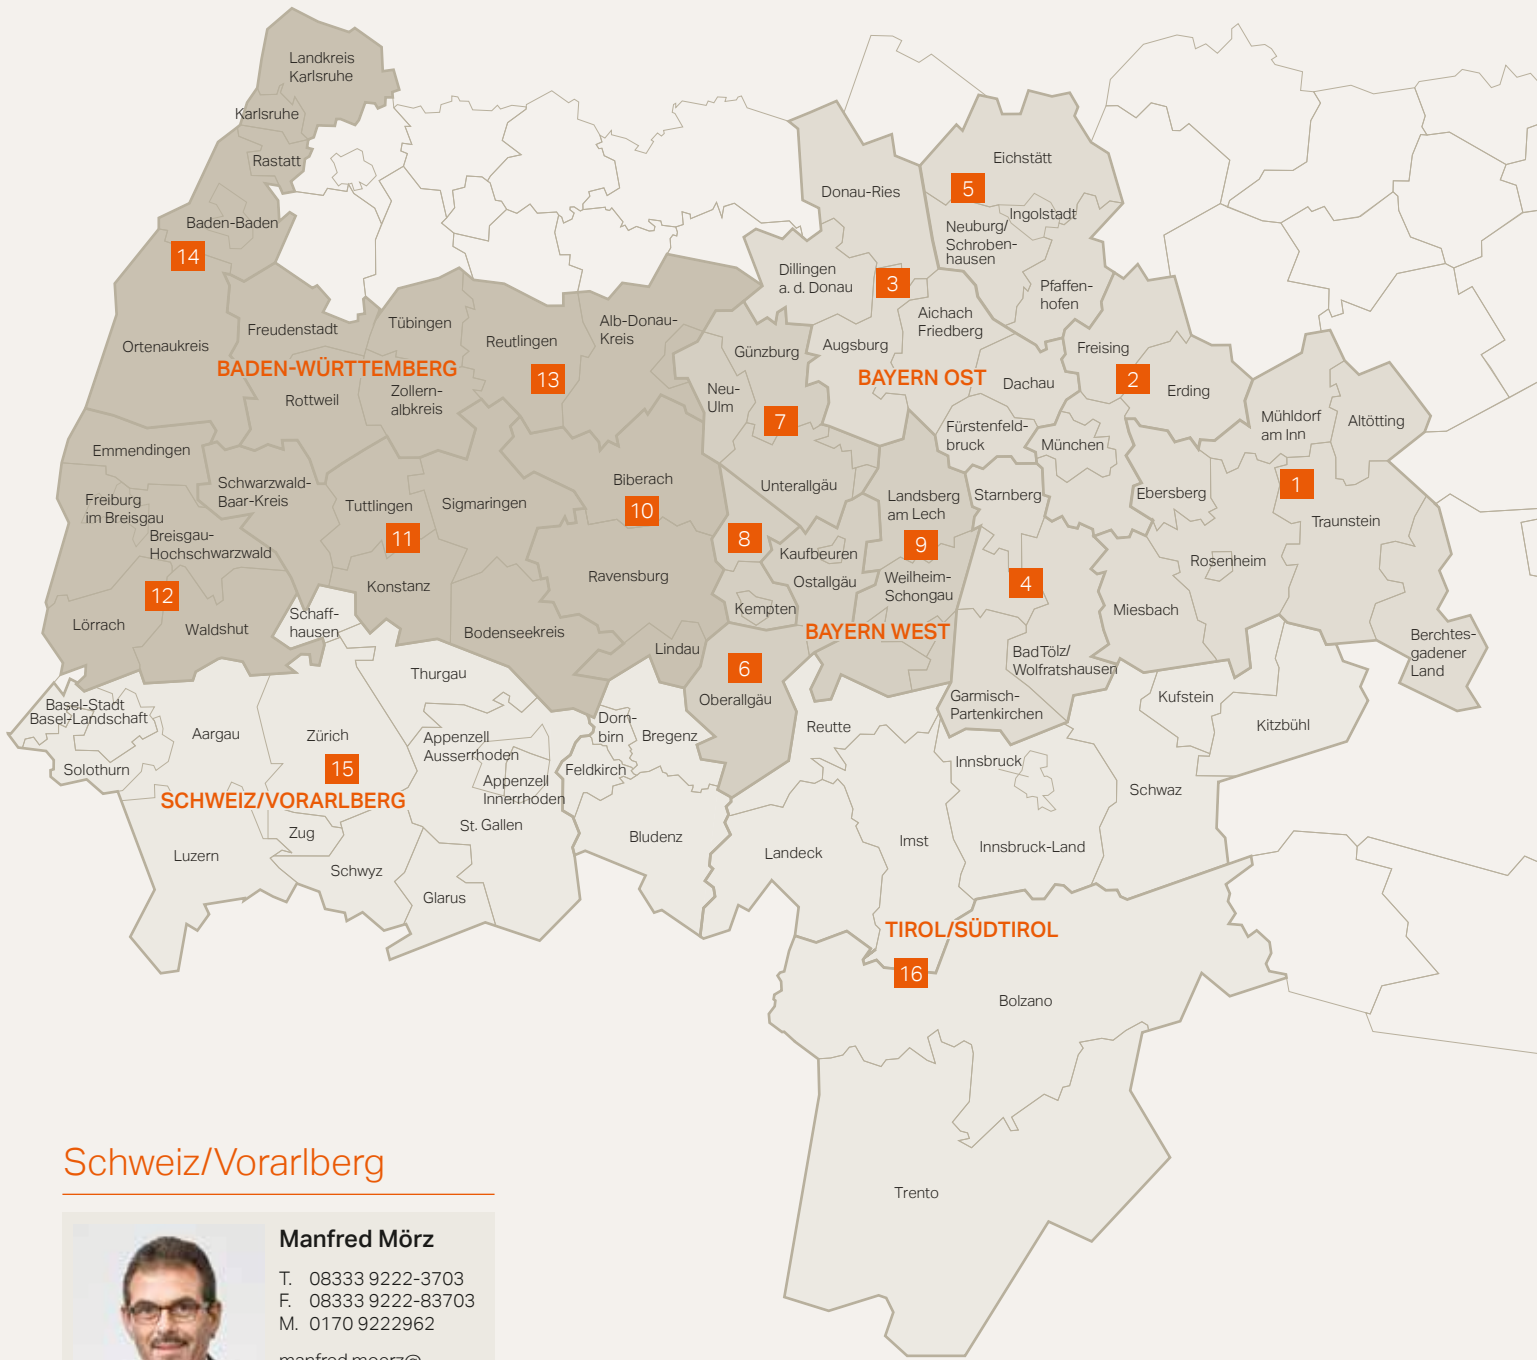 Landkreis
Karlsruhe
Karlsruhe
Rastatt
Baden-Baden
14
Ortenaukreis
Freudenstadt
Tübingen
Reutlingen
Alb-Donau-
Kreis
BADEN-WÜRTTEMBERG
13
Rottweil
Zollern-
albkreis
Emmendingen
Schwarzwald-
Baar-Kreis
Freiburg
im Breisgau
Breisgau-
Hochschwarzwald
Tuttlingen
Sigmaringen
11
Biberach
10
12
Lörrach
Waldshut
Konstanz
Ravensburg
Schaff-
hausen
Bodenseekreis
Lindau
Donau-Ries
Eichstätt
5
Ingolstadt
Neuburg/
Schroben-
hausen
Dillingen
a. d. Donau
3
Pfaffen-
hofen
Aichach
Friedberg
Günzburg
Augsburg
Freising
BAYERN OST
Dachau
2
Erding
Neu-
Ulm
7
Fürstenfeld-
bruck
München
Mühldorf
am Inn
Altötting
Unterallgäu
Landsberg
am Lech
Starnberg
Ebersberg
1
Traunstein
8
Kaufbeuren
9
Rosenheim
Ostallgäu
Weilheim-
Schongau
4
Kempten
Miesbach
BAYERN WEST
Bad Tölz/
Wolfratshausen
Berchtes-
gadener
Land
6
Oberallgäu
Garmisch-
Partenkirchen
Thurgau
Basel-Stadt
Basel-Landschaft
Aargau
Zürich
Solothurn
15
Appenzell
Ausserrhoden
Appenzell
Innerrhoden
SCHWEIZ/VORARLBERG
St. Gallen
Zug
Luzern
Schwyz
Glarus
Dorn-
birn
Bregenz
Feldkirch
Bludenz
Reutte
Kufstein
Kitzbühl
Innsbruck
Schwaz
Landeck
Imst
Innsbruck-Land
TIROL/SÜDTIROL
16
Bolzano
Trento
Schweiz/Vorarlberg
Manfred Mörz
T. 08333 9222-3703
F. 08333 9222-83703
M. 0170 9222962
manfred.moerz@